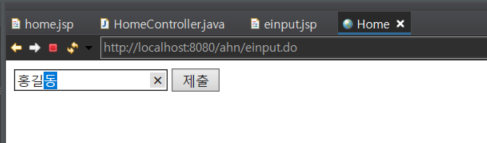 home.jsp HomeController.java einput.jsp Home
http://localhost:8080/ahn/einput.do
홍길동 제출